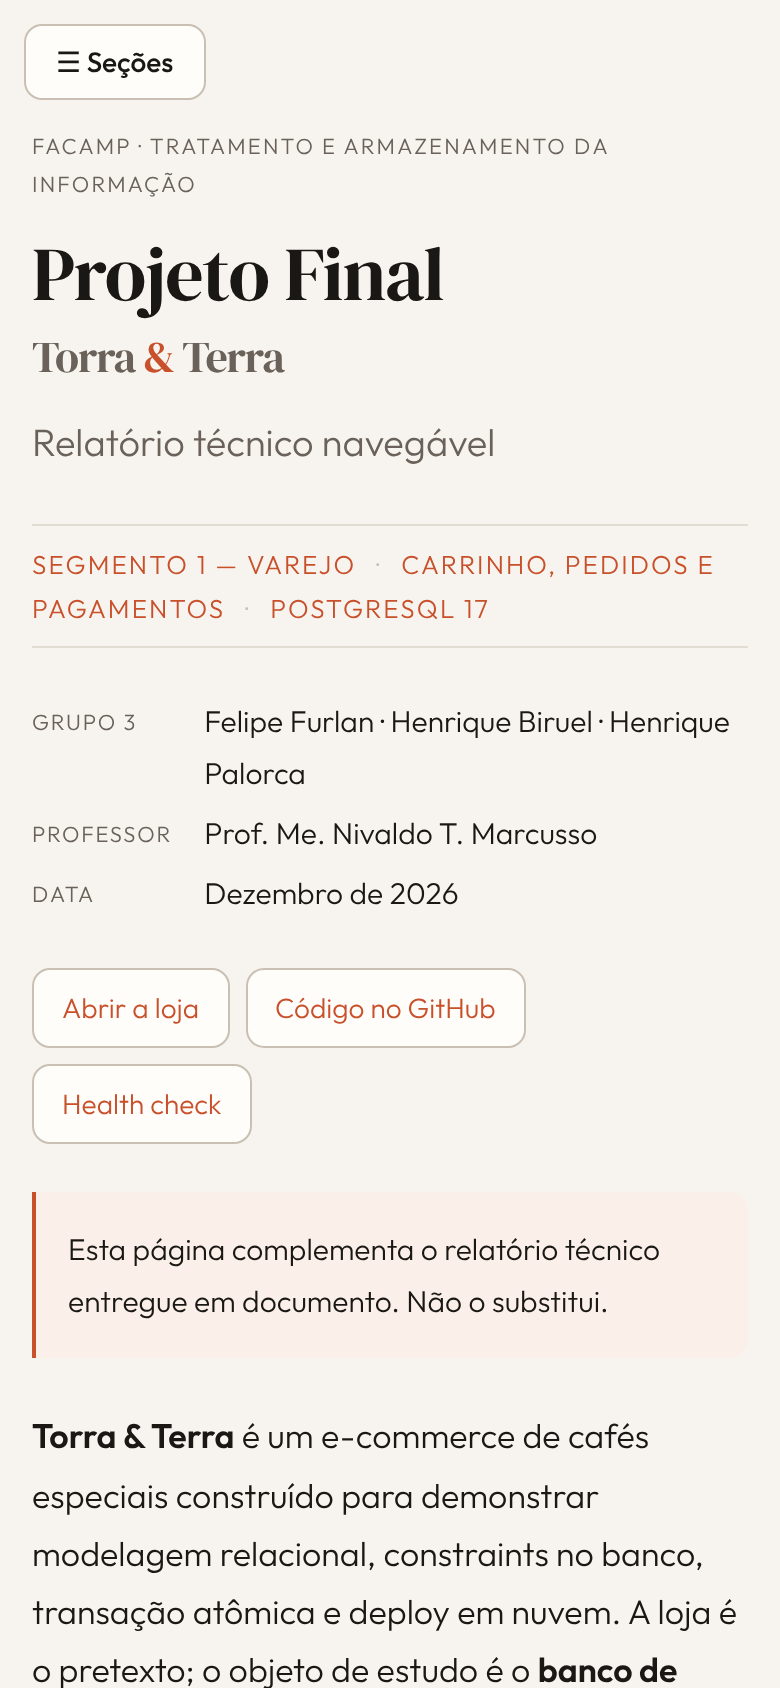 ☰ Seções
FACAMP · TRATAMENTO E ARMAZENAMENTO DA
INFORMAÇÃO
Projeto Final
Torra & Terra
Relatório técnico navegável
SEGMENTO 1 — VAREJO · CARRINHO, PEDIDOS E
PAGAMENTOS · POSTGRESQL 17
GRUPO 3 Felipe Furlan · Henrique Biruel · Henrique
Palorca
PROFESSOR Prof. Me. Nivaldo T. Marcusso
DATA Dezembro de 2026
Abrir a loja Código no GitHub
Health check
Esta página complementa o relatório técnico
entregue em documento. Não o substitui.
Torra & Terra é um e-commerce de cafés
especiais construído para demonstrar
modelagem relacional, constraints no banco,
transação atômica e deploy em nuvem. A loja é
o pretexto; o objeto de estudo é o banco de